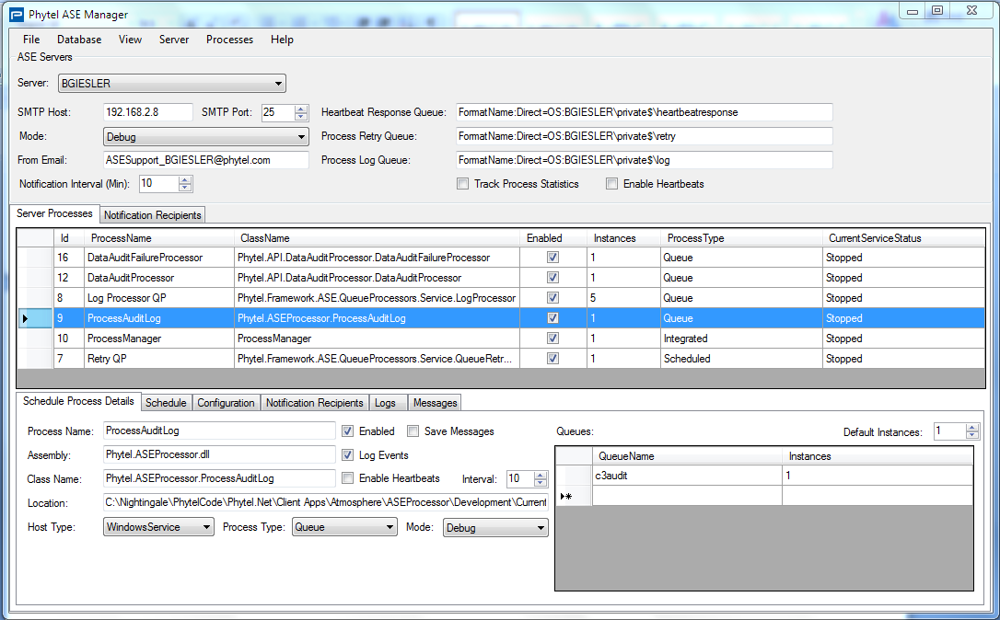 Phytel ASE Manager
File Database View Server Processes Help
ASE Servers
Server: BGIESLER
SMTP Host: 192.168.2.8 SMTP Port: 25 Heartbeat Response Queue: FormatName:Direct=OS:BGIESLER\private$\heartbeatresponse
Mode: Debug Process Retry Queue: FormatName:Direct=OS:BGIESLER\private$\retry
From Email: ASESupport_BGIESLER@phytel.com Process Log Queue: FormatName:Direct=OS:BGIESLER\private$\log
Notification Interval (Min): 10 Track Process Statistics Enable Heartbeats
Server Processes Notification Recipients
Id ProcessName ClassName Enabled Instances ProcessType CurrentServiceStatus
16 DataAuditFailureProcessor Phytel.API.DataAuditProcessor.DataAuditFailureProcessor 1 Queue Stopped
12 DataAuditProcessor Phytel.API.DataAuditProcessor.DataAuditProcessor 1 Queue Stopped
8 Log Processor QP Phytel.Framework.ASE.QueueProcessors.Service.LogProcessor 5 Queue Stopped
9 ProcessAuditLog Phytel.ASEProcessor.ProcessAuditLog 1 Queue Stopped
10 ProcessManager ProcessManager 1 Integrated Stopped
7 Retry QP Phytel.Framework.ASE.QueueProcessors.Service.QueueRetr... 1 Scheduled Stopped
Schedule Process Details Schedule Configuration Notification Recipients Logs Messages
Process Name: ProcessAuditLog Enabled Save Messages Queues: Default Instances: 1
Assembly: Phytel.ASEProcessor.dll Log Events QueueName Instances
Class Name: Phytel.ASEProcessor.ProcessAuditLog Enable Heartbeats Interval: 10 c3audit 1
Location: C:\Nightingale\PhytelCode\Phytel.Net\Client Apps\Atmosphere\ASEProcessor\Development\Current
Host Type: WindowsService Process Type: Queue Mode: Debug